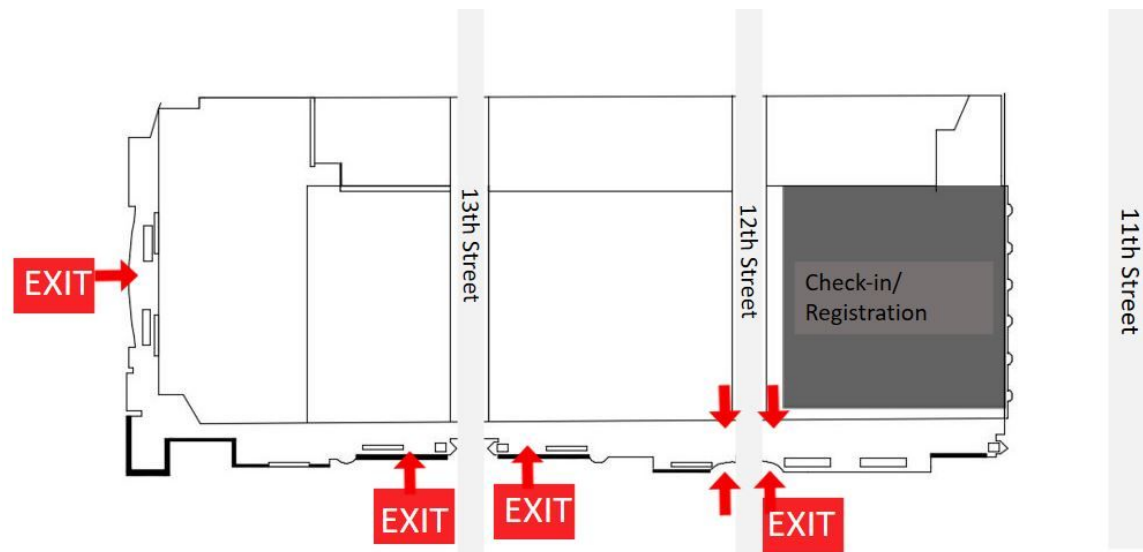 13th Street
12th Street
11th Street
EXIT
Check-in/
Registration
EXIT
EXIT
EXIT